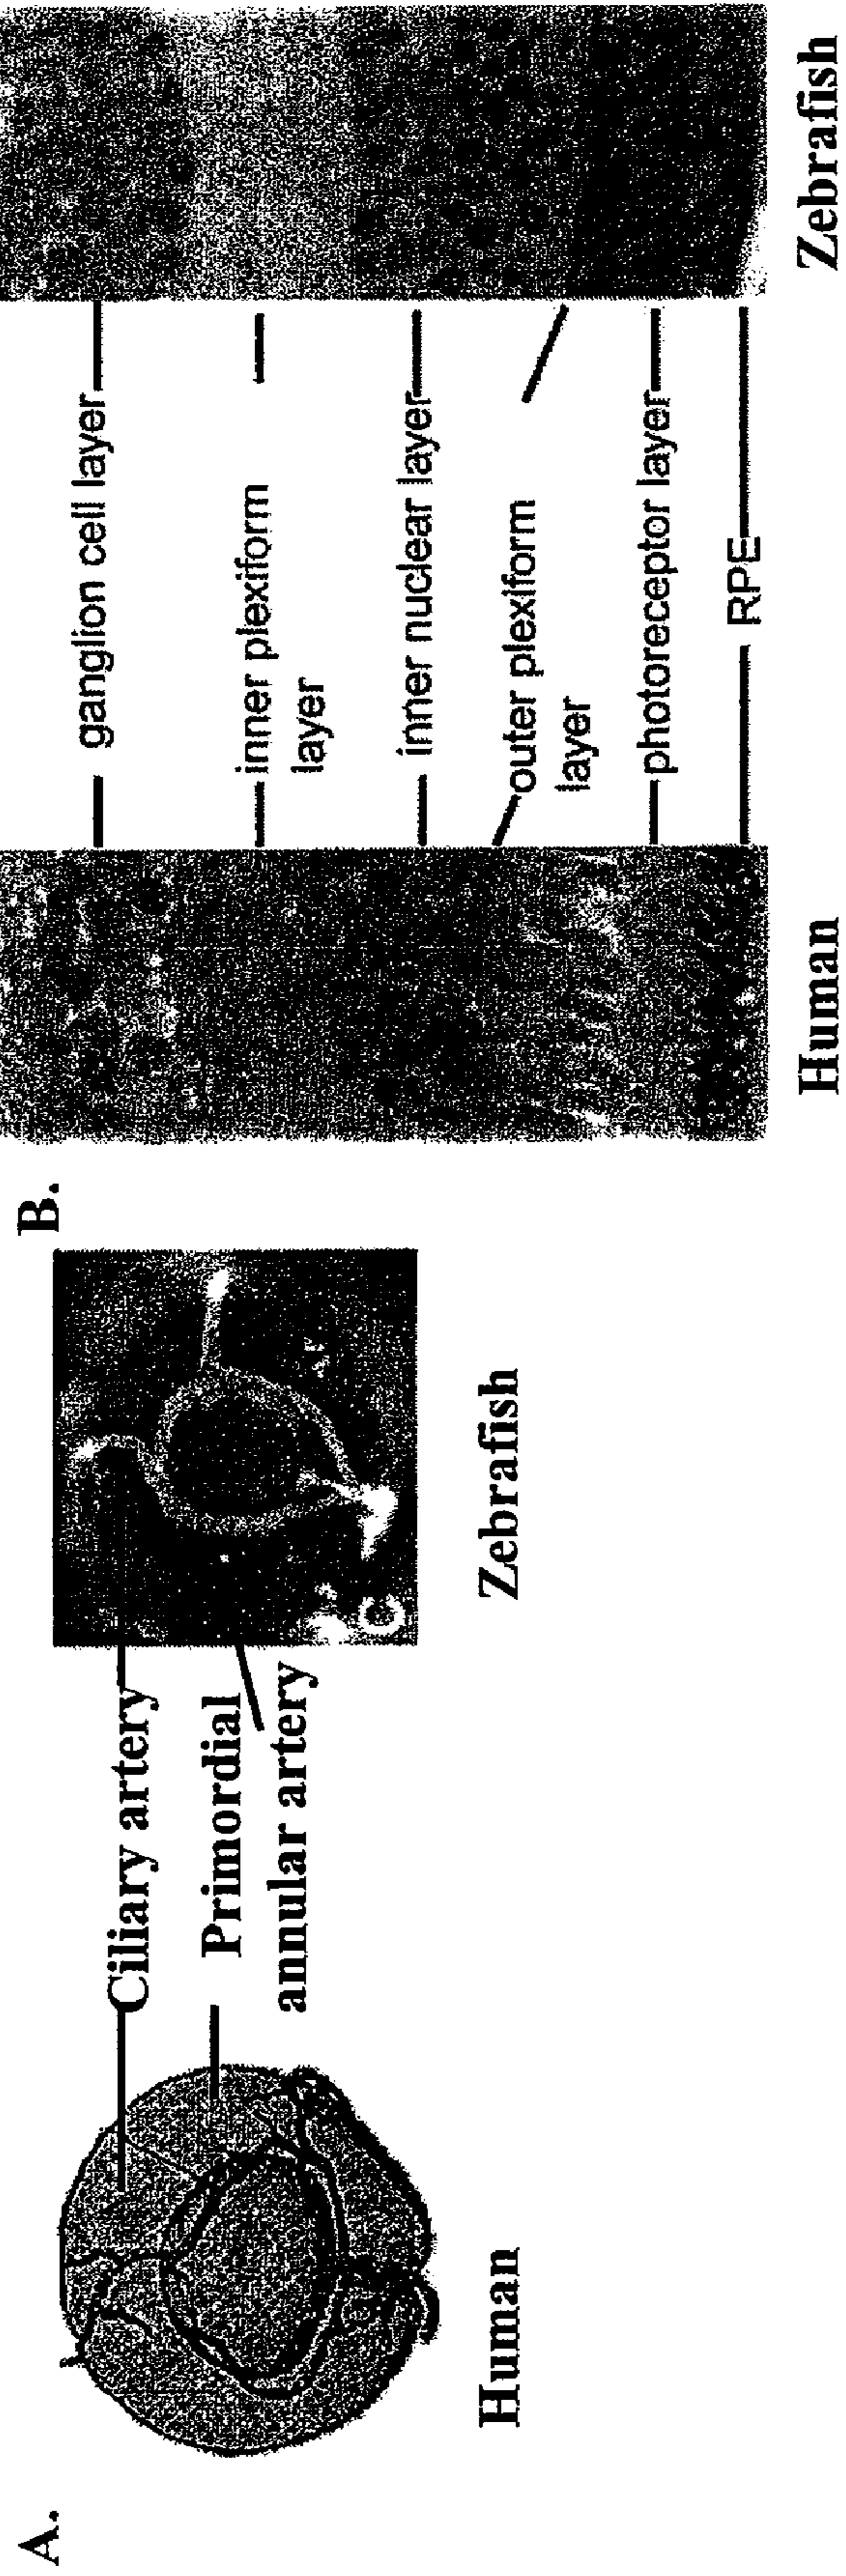 A.
Ciliary artery
Primordial
annular artery
C
Human
Zebrafish
B.
ganglion cell layer
inner plexiform
layer
inner nuclear layer
outer plexiform
layer
photoreceptor layer
RPE
Human
Zebrafish